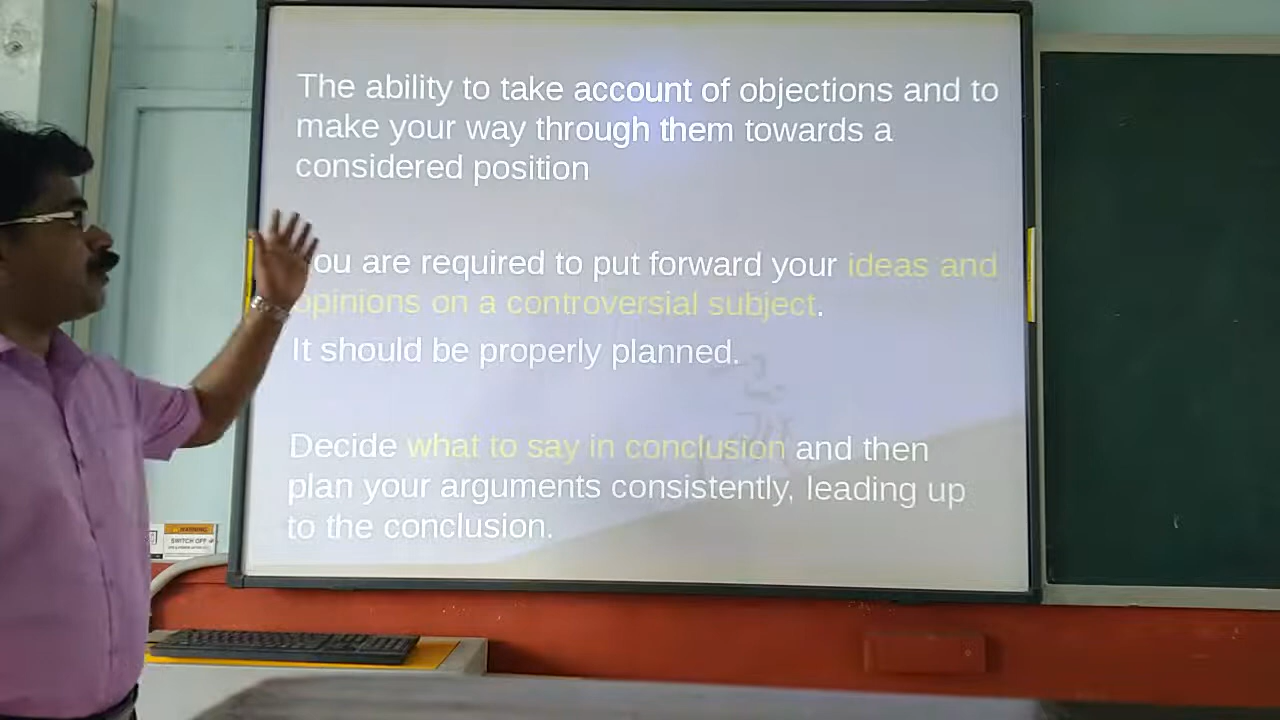 The ability to take account of objections and to
make your way through them towards a
considered position
ou are required to put forward your ideas and
opinions on a controversial subject.
It should be properly planned.
Decide what to say in conclusion and then
plan your arguments consistently, leading up
to the conclusion.
WARNING
SWITCH OFF